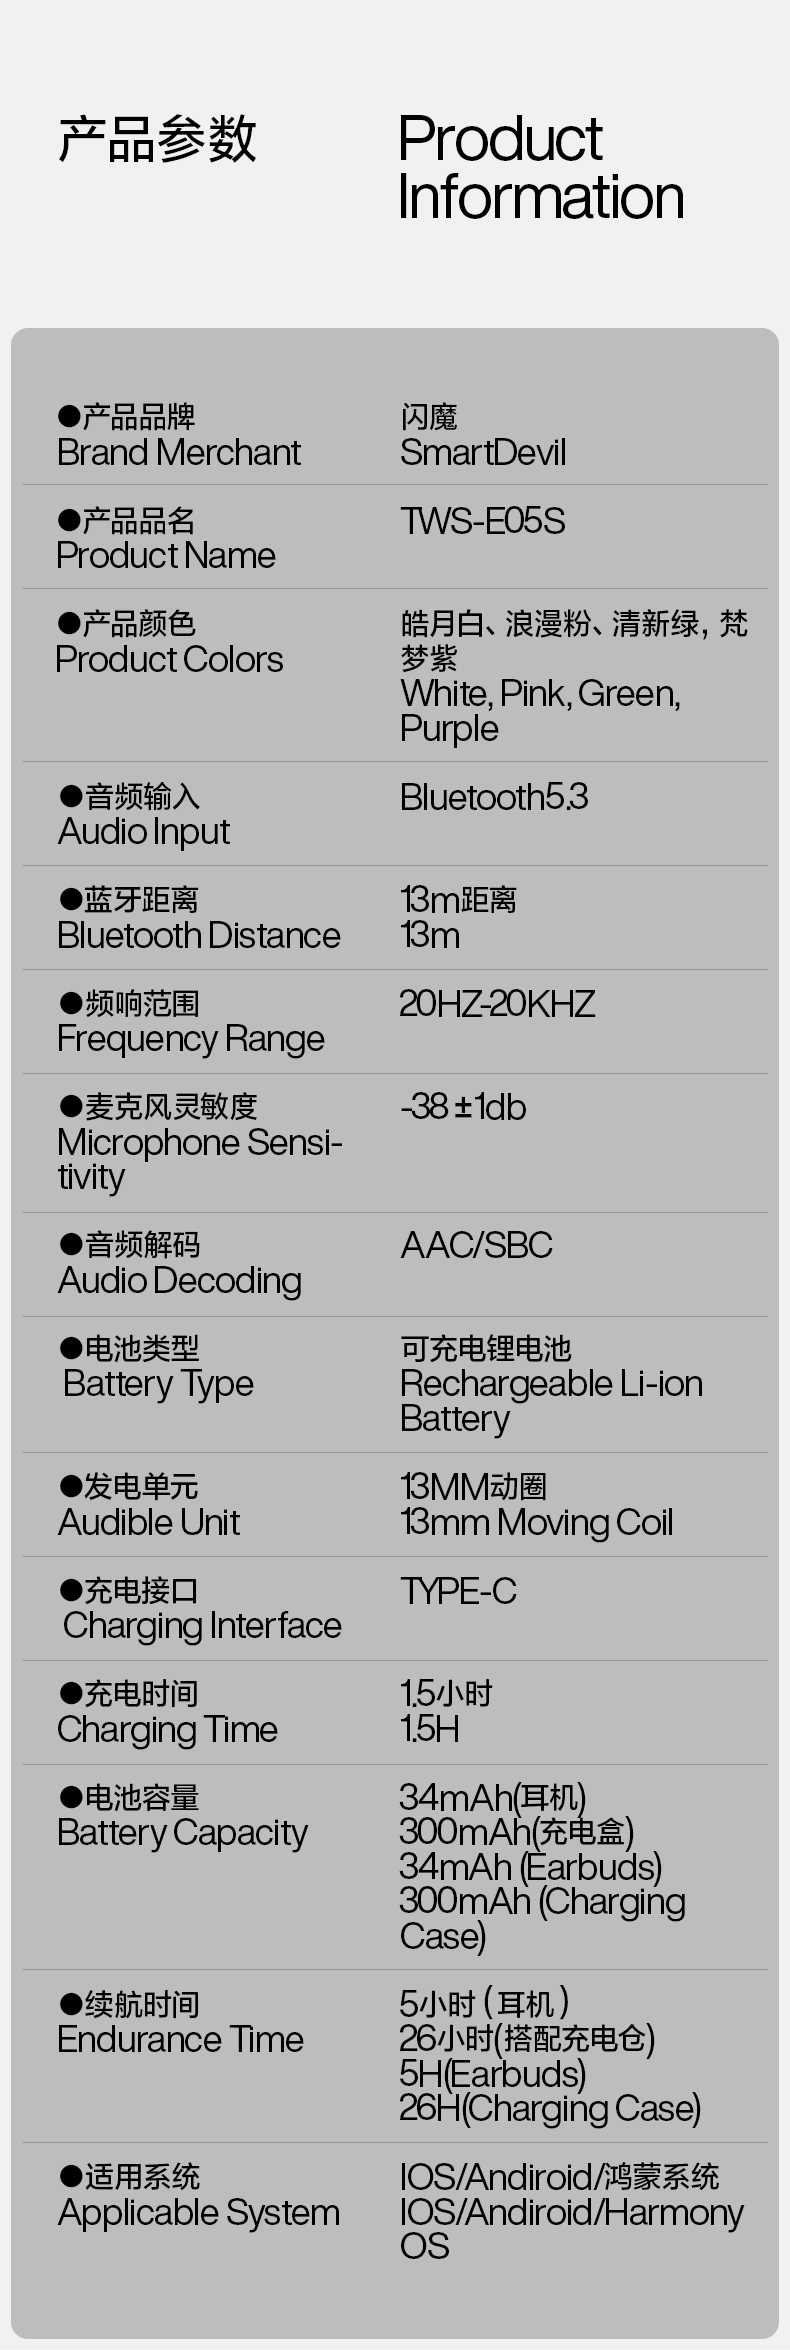 产品参数
Product
Information
●产品品牌
Brand Merchant
闪魔
SmartDevil
●产品品名
Product Name
TWS-E05S
●产品颜色
Product Colors
皓月白、浪漫粉、清新绿，梵
梦紫
White, Pink, Green,
Purple
●音频输入
Audio Input
Bluetooth5.3
●蓝牙距离
Bluetooth Distance
13m距离
13m
●频响范围
Frequency Range
20HZ-20KHZ
●麦克风灵敏度
Microphone Sensi-
tivity
-38 ±1db
●音频解码
Audio Decoding
AAC/SBC
●电池类型
Battery Type
可充电锂电池
Rechargeable Li-ion
Battery
●发电单元
Audible Unit
13MM动圈
13mm Moving Coil
●充电接口
Charging Interface
TYPE-C
●充电时间
Charging Time
1.5小时
1.5H
●电池容量
Battery Capacity
34mAh(耳机)
300mAh(充电盒)
34mAh (Earbuds)
300mAh (Charging
Case)
●续航时间
Endurance Time
5小时（耳机）
26小时(搭配充电仓)
5H(Earbuds)
26H(Charging Case)
●适用系统
Applicable System
IOS/Andiroid/鸿蒙系统
IOS/Andiroid/Harmony
OS